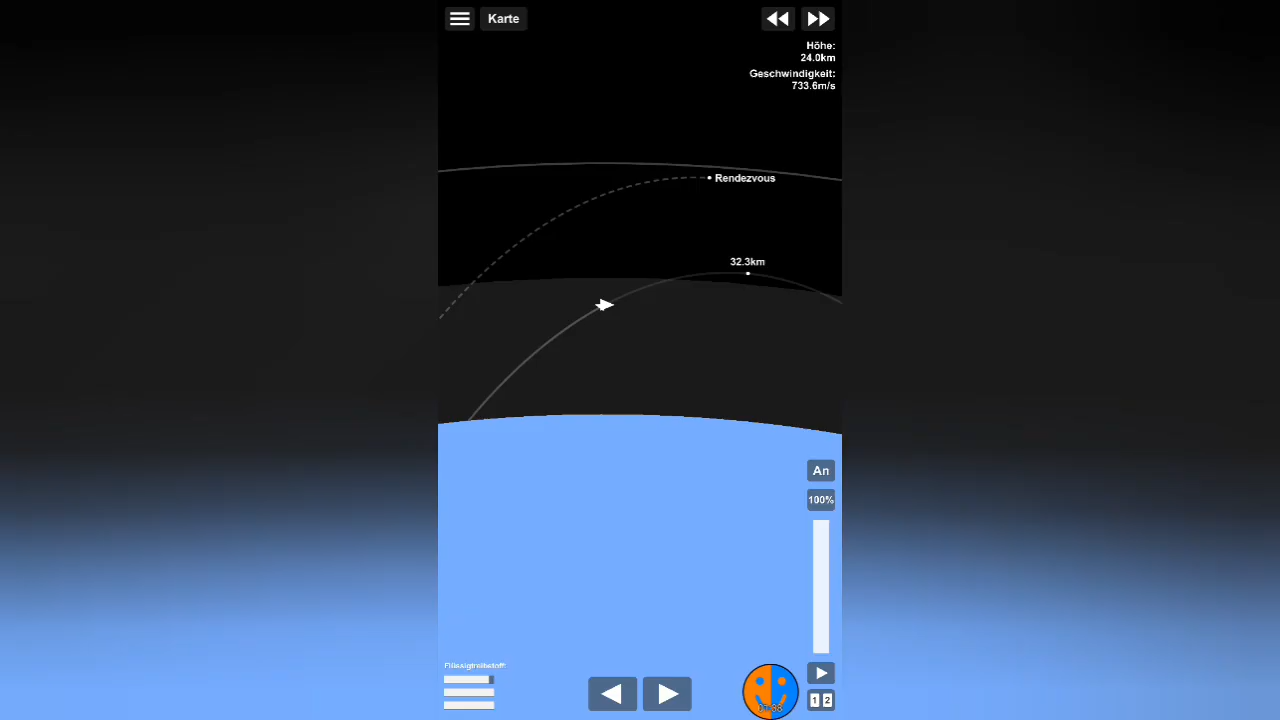 Karte
Höhe:
24.0km
Geschwindigkeit:
733.6m/s
Rendezvous
32.3km
An
100%
1 2